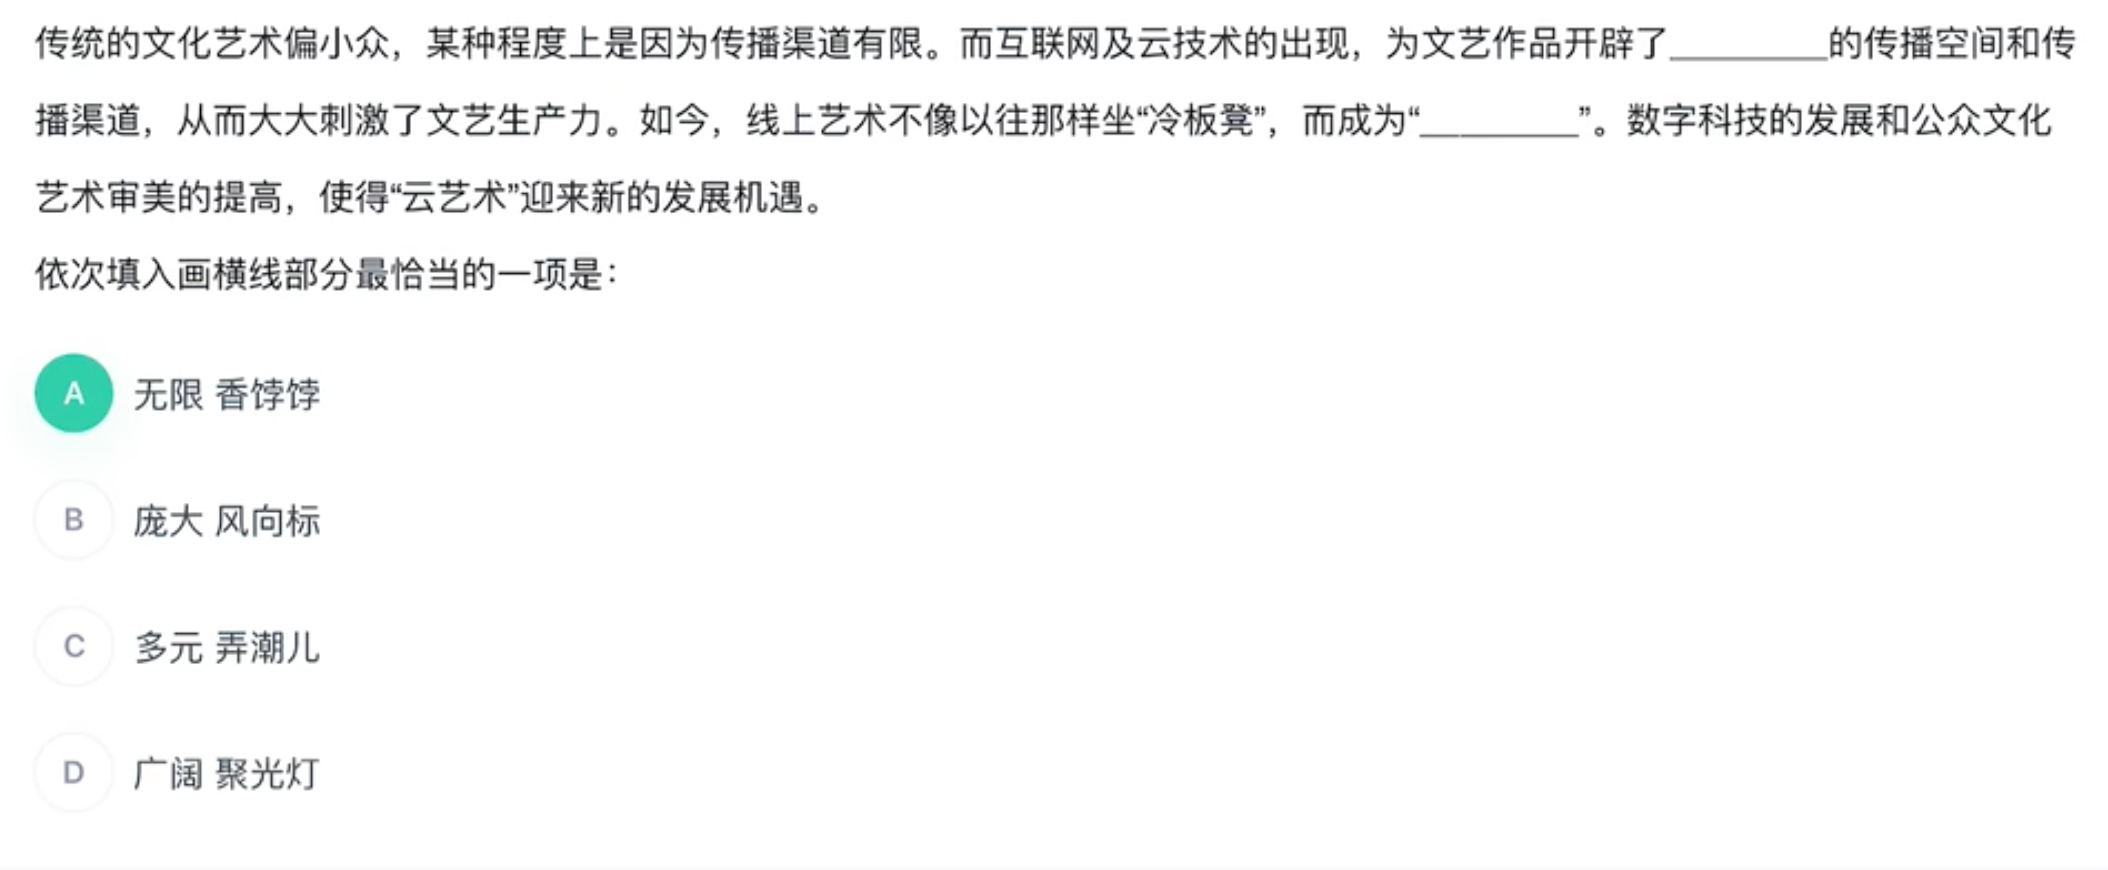 传统的文化艺术偏小众，某种程度上是因为传播渠道有限。而互联网及云技术的出现，为文艺作品开辟了________的传播空间和传
播渠道，从而大大刺激了文艺生产力。如今，线上艺术不像以往那样坐“冷板凳”，而成为“________”。数字科技的发展和公众文化
艺术审美的提高，使得“云艺术”迎来新的发展机遇。
依次填入画横线部分最恰当的一项是：
A 无限 香饽饽
B 庞大 风向标
C 多元 弄潮儿
D 广阔 聚光灯